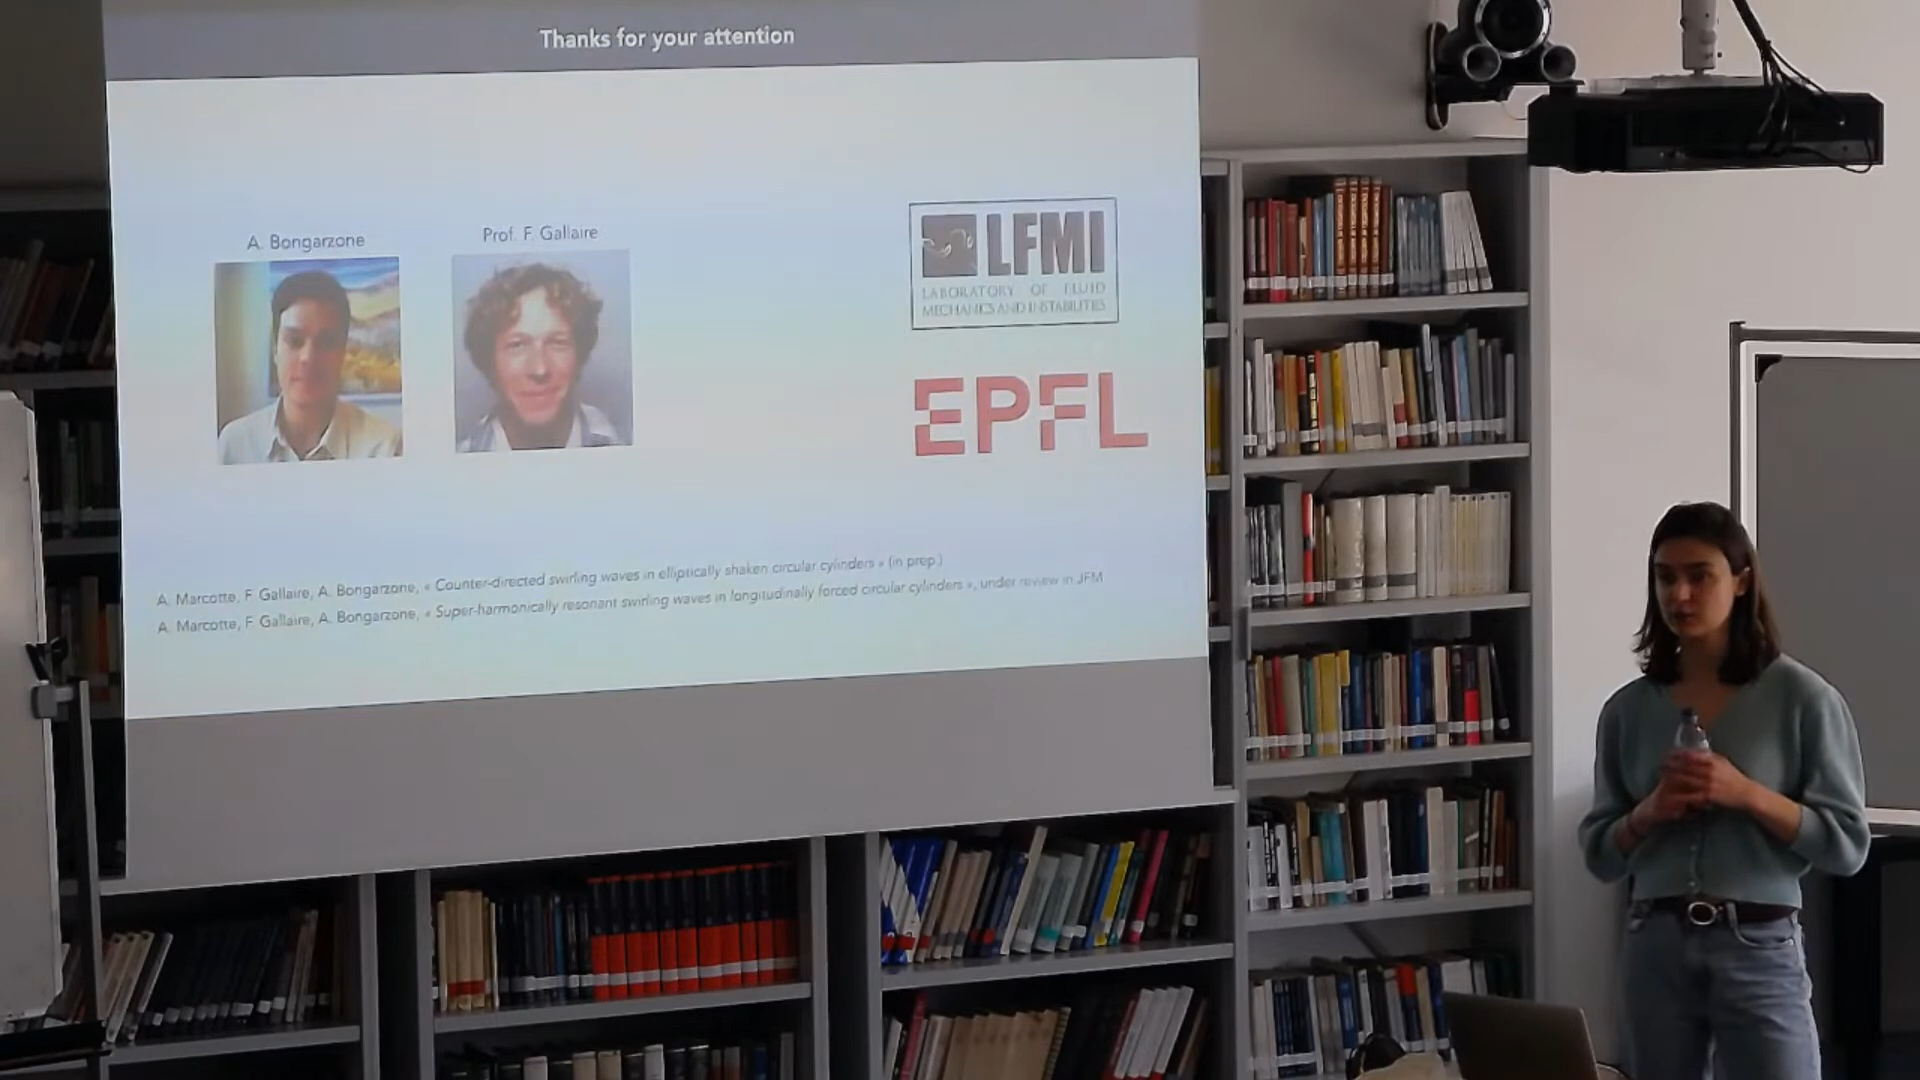 Thanks for your attention
A. Bongarzone
Prof. F. Gallaire
LFMI
LABORATORY OF FLUID
MECHANICS AND INSTABILITIES
EPFL
A. Marcotte, F. Gallaire, A. Bongarzone, « Counter-directed swirling waves in elliptically shaken circular cylinders » (in prep.)
A. Marcotte, F. Gallaire, A. Bongarzone, « Super-harmonically resonant swirling waves in longitudinally forced circular cylinders », under review in JFM